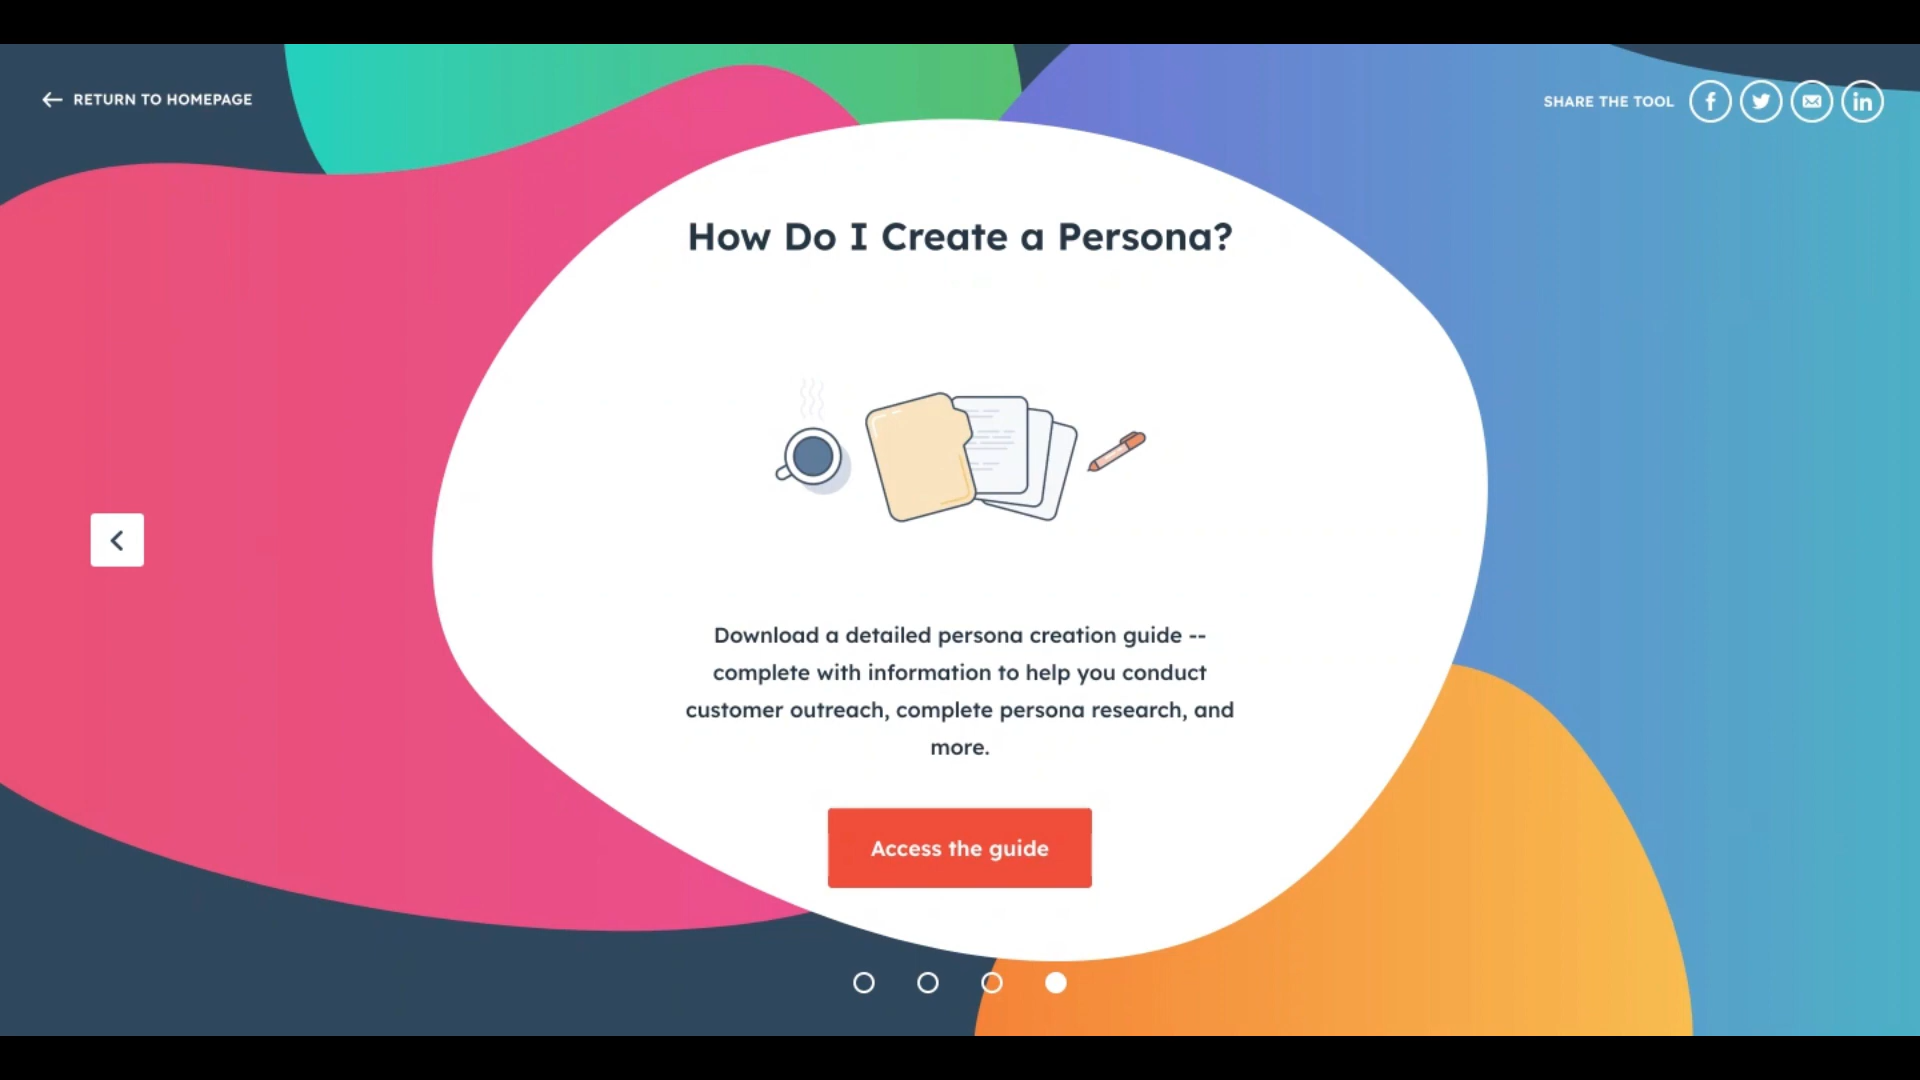 RETURN TO HOMEPAGE
SHARE THE TOOL
How Do I Create a Persona?
Download a detailed persona creation guide --
complete with information to help you conduct
customer outreach, complete persona research, and
more.
Access the guide